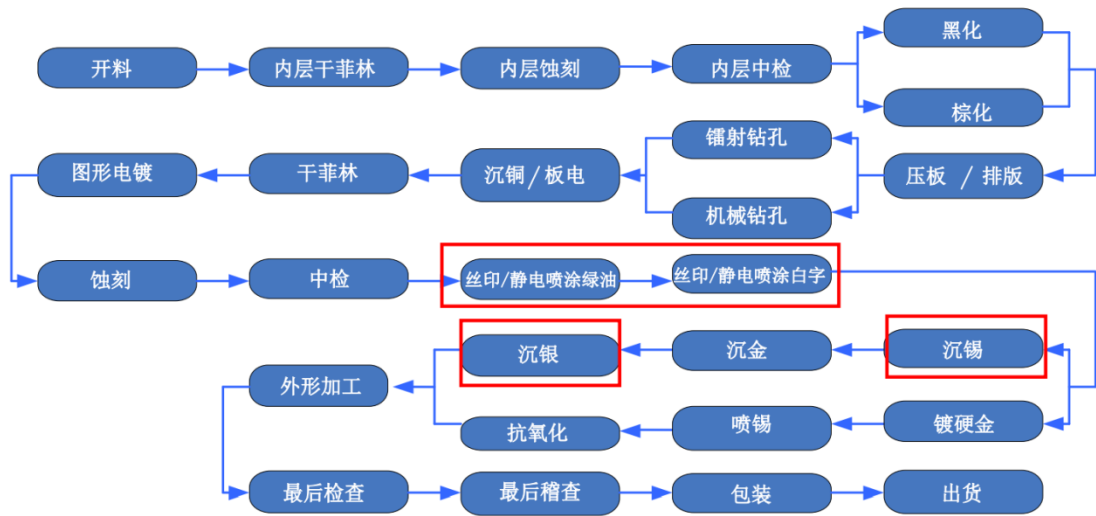 开料
内层干菲林
内层蚀刻
内层中检
黑化
棕化
压板 / 排版
镭射钻孔
机械钻孔
沉铜/板电
干菲林
图形电镀
蚀刻
中检
丝印/静电喷涂绿油
丝印/静电喷涂白字
沉锡
沉金
沉银
镀硬金
喷锡
抗氧化
外形加工
最后检查
最后稽查
包装
出货